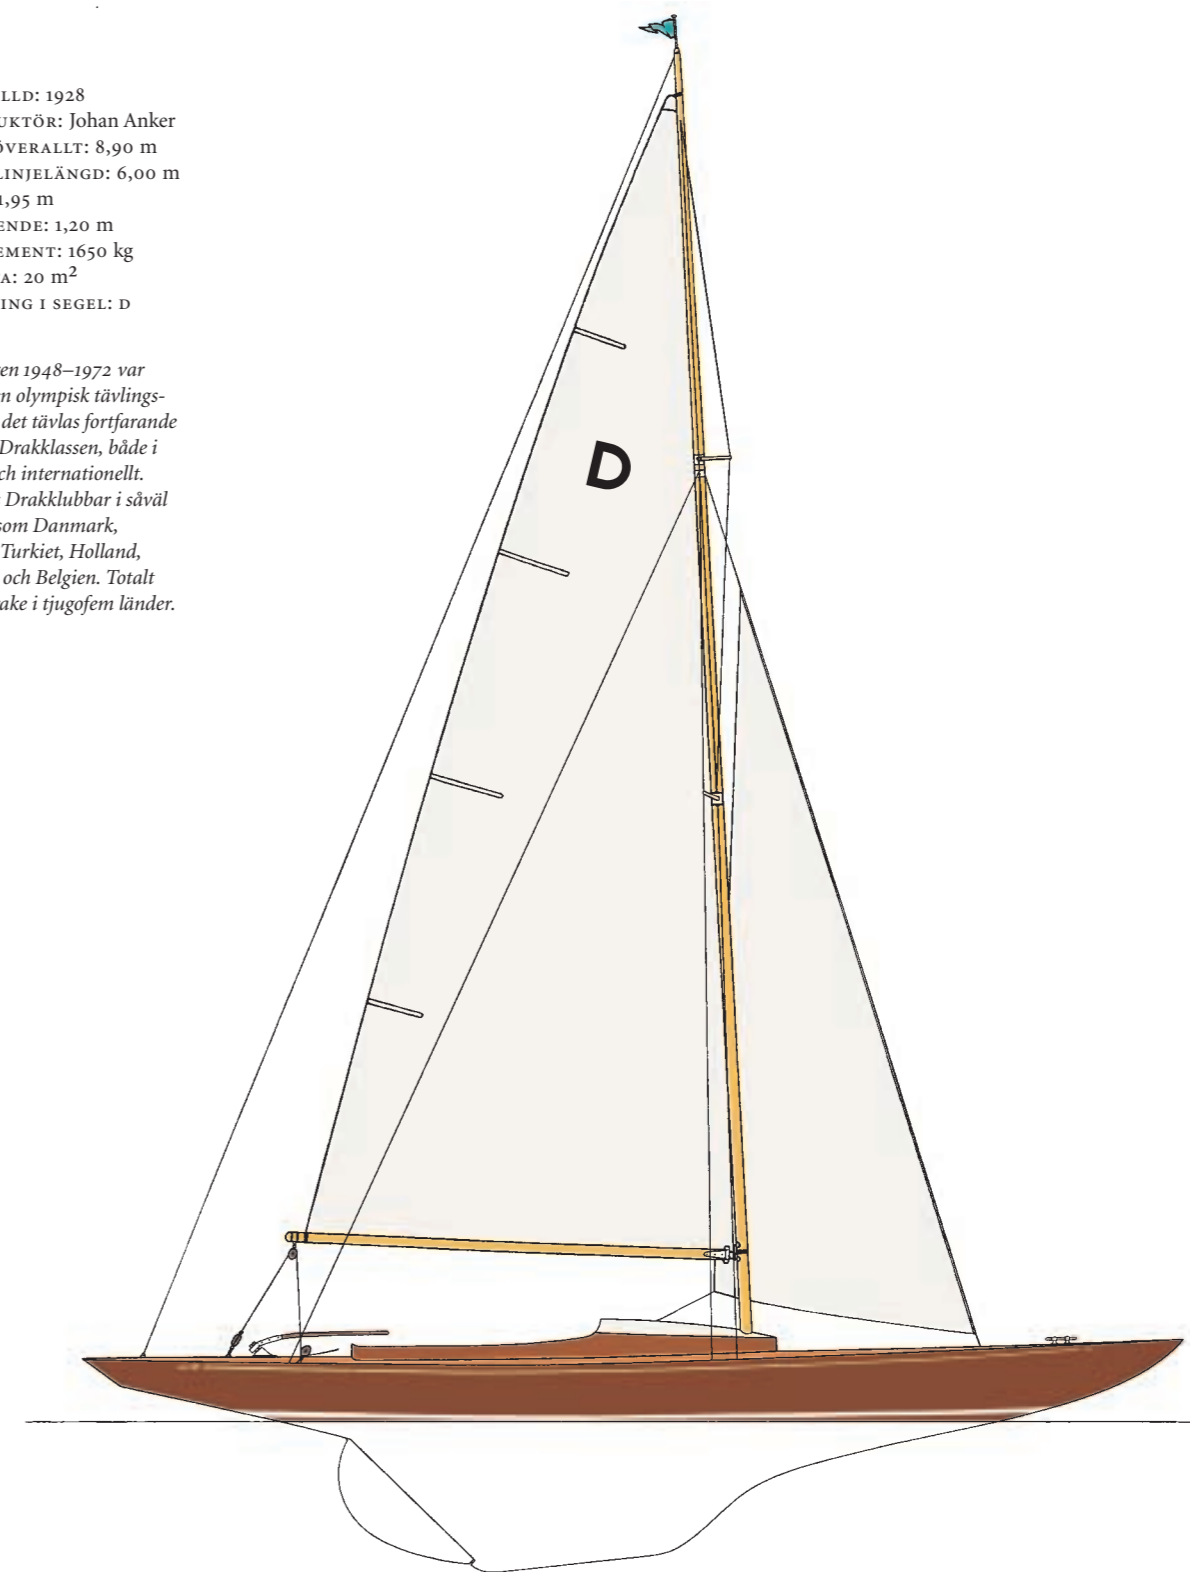 LLD: 1928
UKTÖR: Johan Anker
ÖVERALLT: 8,90 m
LINJELÄNGD: 6,00 m
1,95 m
ENDE: 1,20 m
EMENT: 1650 kg
A: 20 m²
ING I SEGEL: D
en 1948–1972 var
n olympisk tävlings-
det tävlas fortfarande
Drakklassen, både i
ch internationellt.
Drakklubbar i såväl
som Danmark,
Turkiet, Holland,
och Belgien. Totalt
ake i tjugofem länder.
D